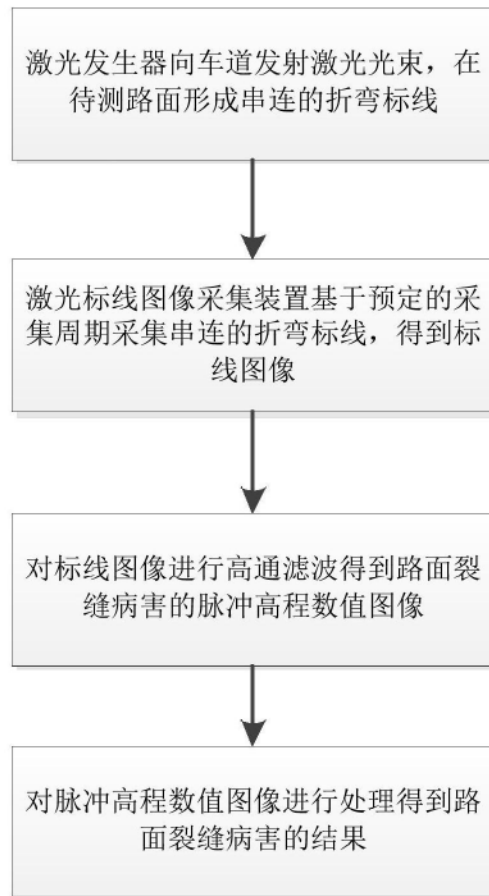 激光发生器向车道发射激光光束，在
待测路面形成串连的折弯标线
激光标线图像采集装置基于预定的采
集周期采集串连的折弯标线，得到标
线图像
对标线图像进行高通滤波得到路面裂
缝病害的脉冲高程数值图像
对脉冲高程数值图像进行处理得到路
面裂缝病害的结果